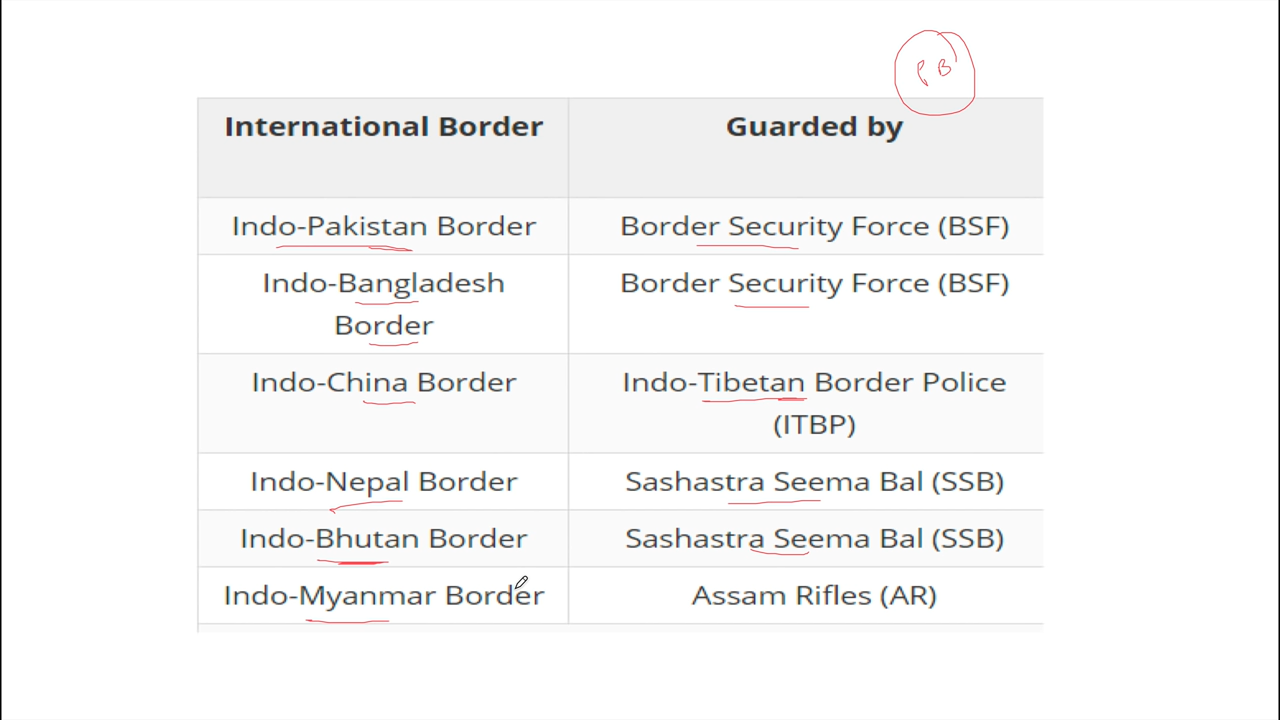 PB
International Border
Guarded by
Indo-Pakistan Border
Border Security Force (BSF)
Indo-Bangladesh
Border
Border Security Force (BSF)
Indo-China Border
Indo-Tibetan Border Police
(ITBP)
Indo-Nepal Border
Sashastra Seema Bal (SSB)
Indo-Bhutan Border
Sashastra Seema Bal (SSB)
Indo-Myanmar Border
Assam Rifles (AR)